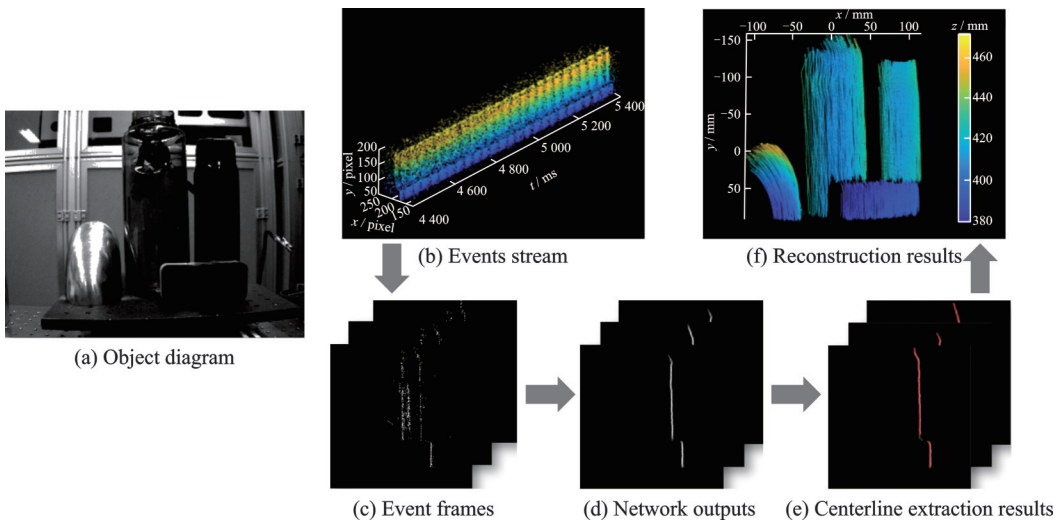 (a) Object diagram
200
150
100
50
y / pixel
250
200
150
x / pixel
4 400
4 600
4 800
5 000
5 200
5 400
t / ms
(b) Events stream
x / mm
−100
−50
0
50
100
−150
−100
−50
0
50
y / mm
z / mm
460
440
420
400
380
(f) Reconstruction results
(c) Event frames
(d) Network outputs
(e) Centerline extraction results